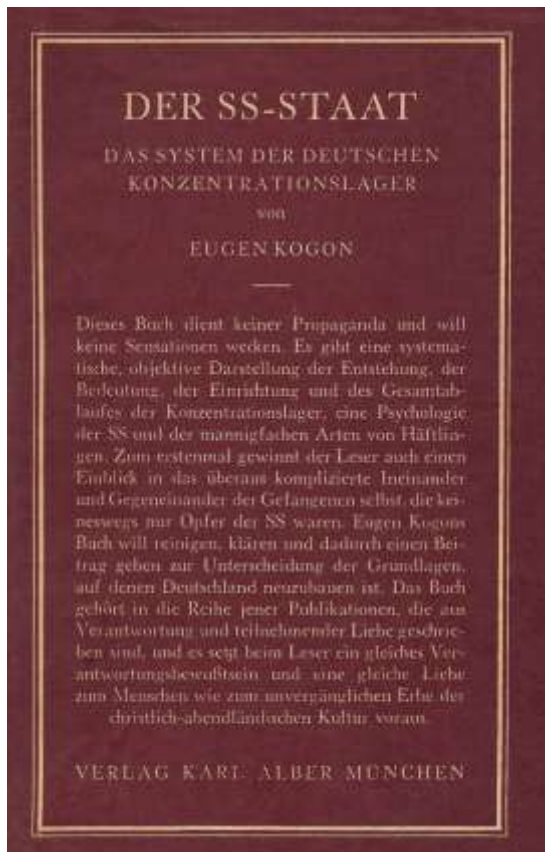 DER SS-STAAT
DAS SYSTEM DER DEUTSCHEN
KONZENTRATIONSLAGER
von
EUGEN KOGON
Dieses Buch dient keiner Propaganda und will
keine Sensationen wecken. Es gibt eine systema-
tische, objektive Darstellung der Entstehung, der
Bedeutung, der Einrichtung und des Gesamtab-
laufes der Konzentrationslager, eine Psychologie
der SS und der mannigfachen Arten von Häftlin-
gen. Zum erstenmal gewinnt der Leser auch einen
Einblick in das überaus komplizierte Ineinander
und Gegeneinander der Gefangenen selbst, die kei-
neswegs nur Opfer der SS waren. Eugen Kogons
Buch will reinigen, klären und dadurch einen Bei-
trag geben zur Unterscheidung der Grundlagen,
auf denen Deutschland neuzubauen ist. Das Buch
gehört in die Reihe jener Publikationen, die aus
Verantwortung und teilnehmender Liebe geschrie-
ben sind, und es setzt beim Leser ein gleiches Ver-
antwortungsbewußtsein und eine gleiche Liebe
zum Menschen wie zum unvergänglichen Erbe der
christlich-abendländischen Kultur voraus.
VERLAG KARL ALBER MÜNCHEN